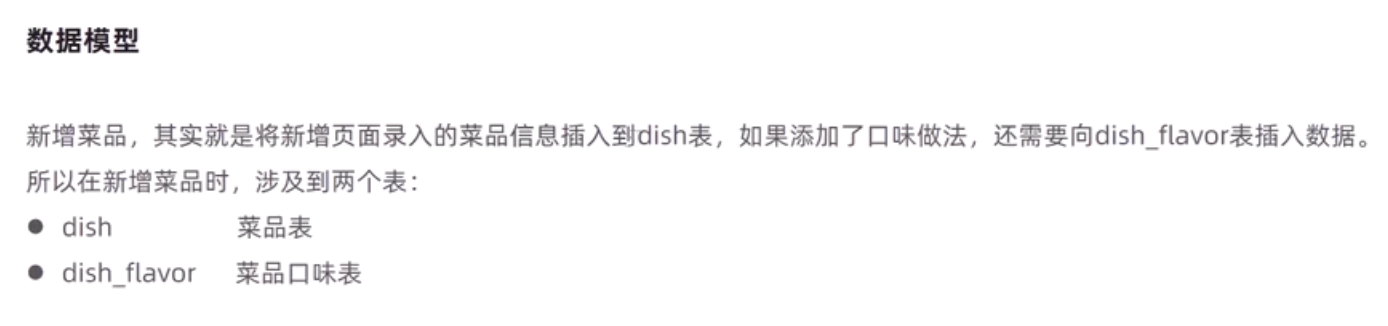 数据模型
新增菜品，其实就是将新增页面录入的菜品信息插入到dish表，如果添加了口味做法，还需要向dish_flavor表插入数据。
所以在新增菜品时，涉及到两个表：
● dish 菜品表
● dish_flavor 菜品口味表